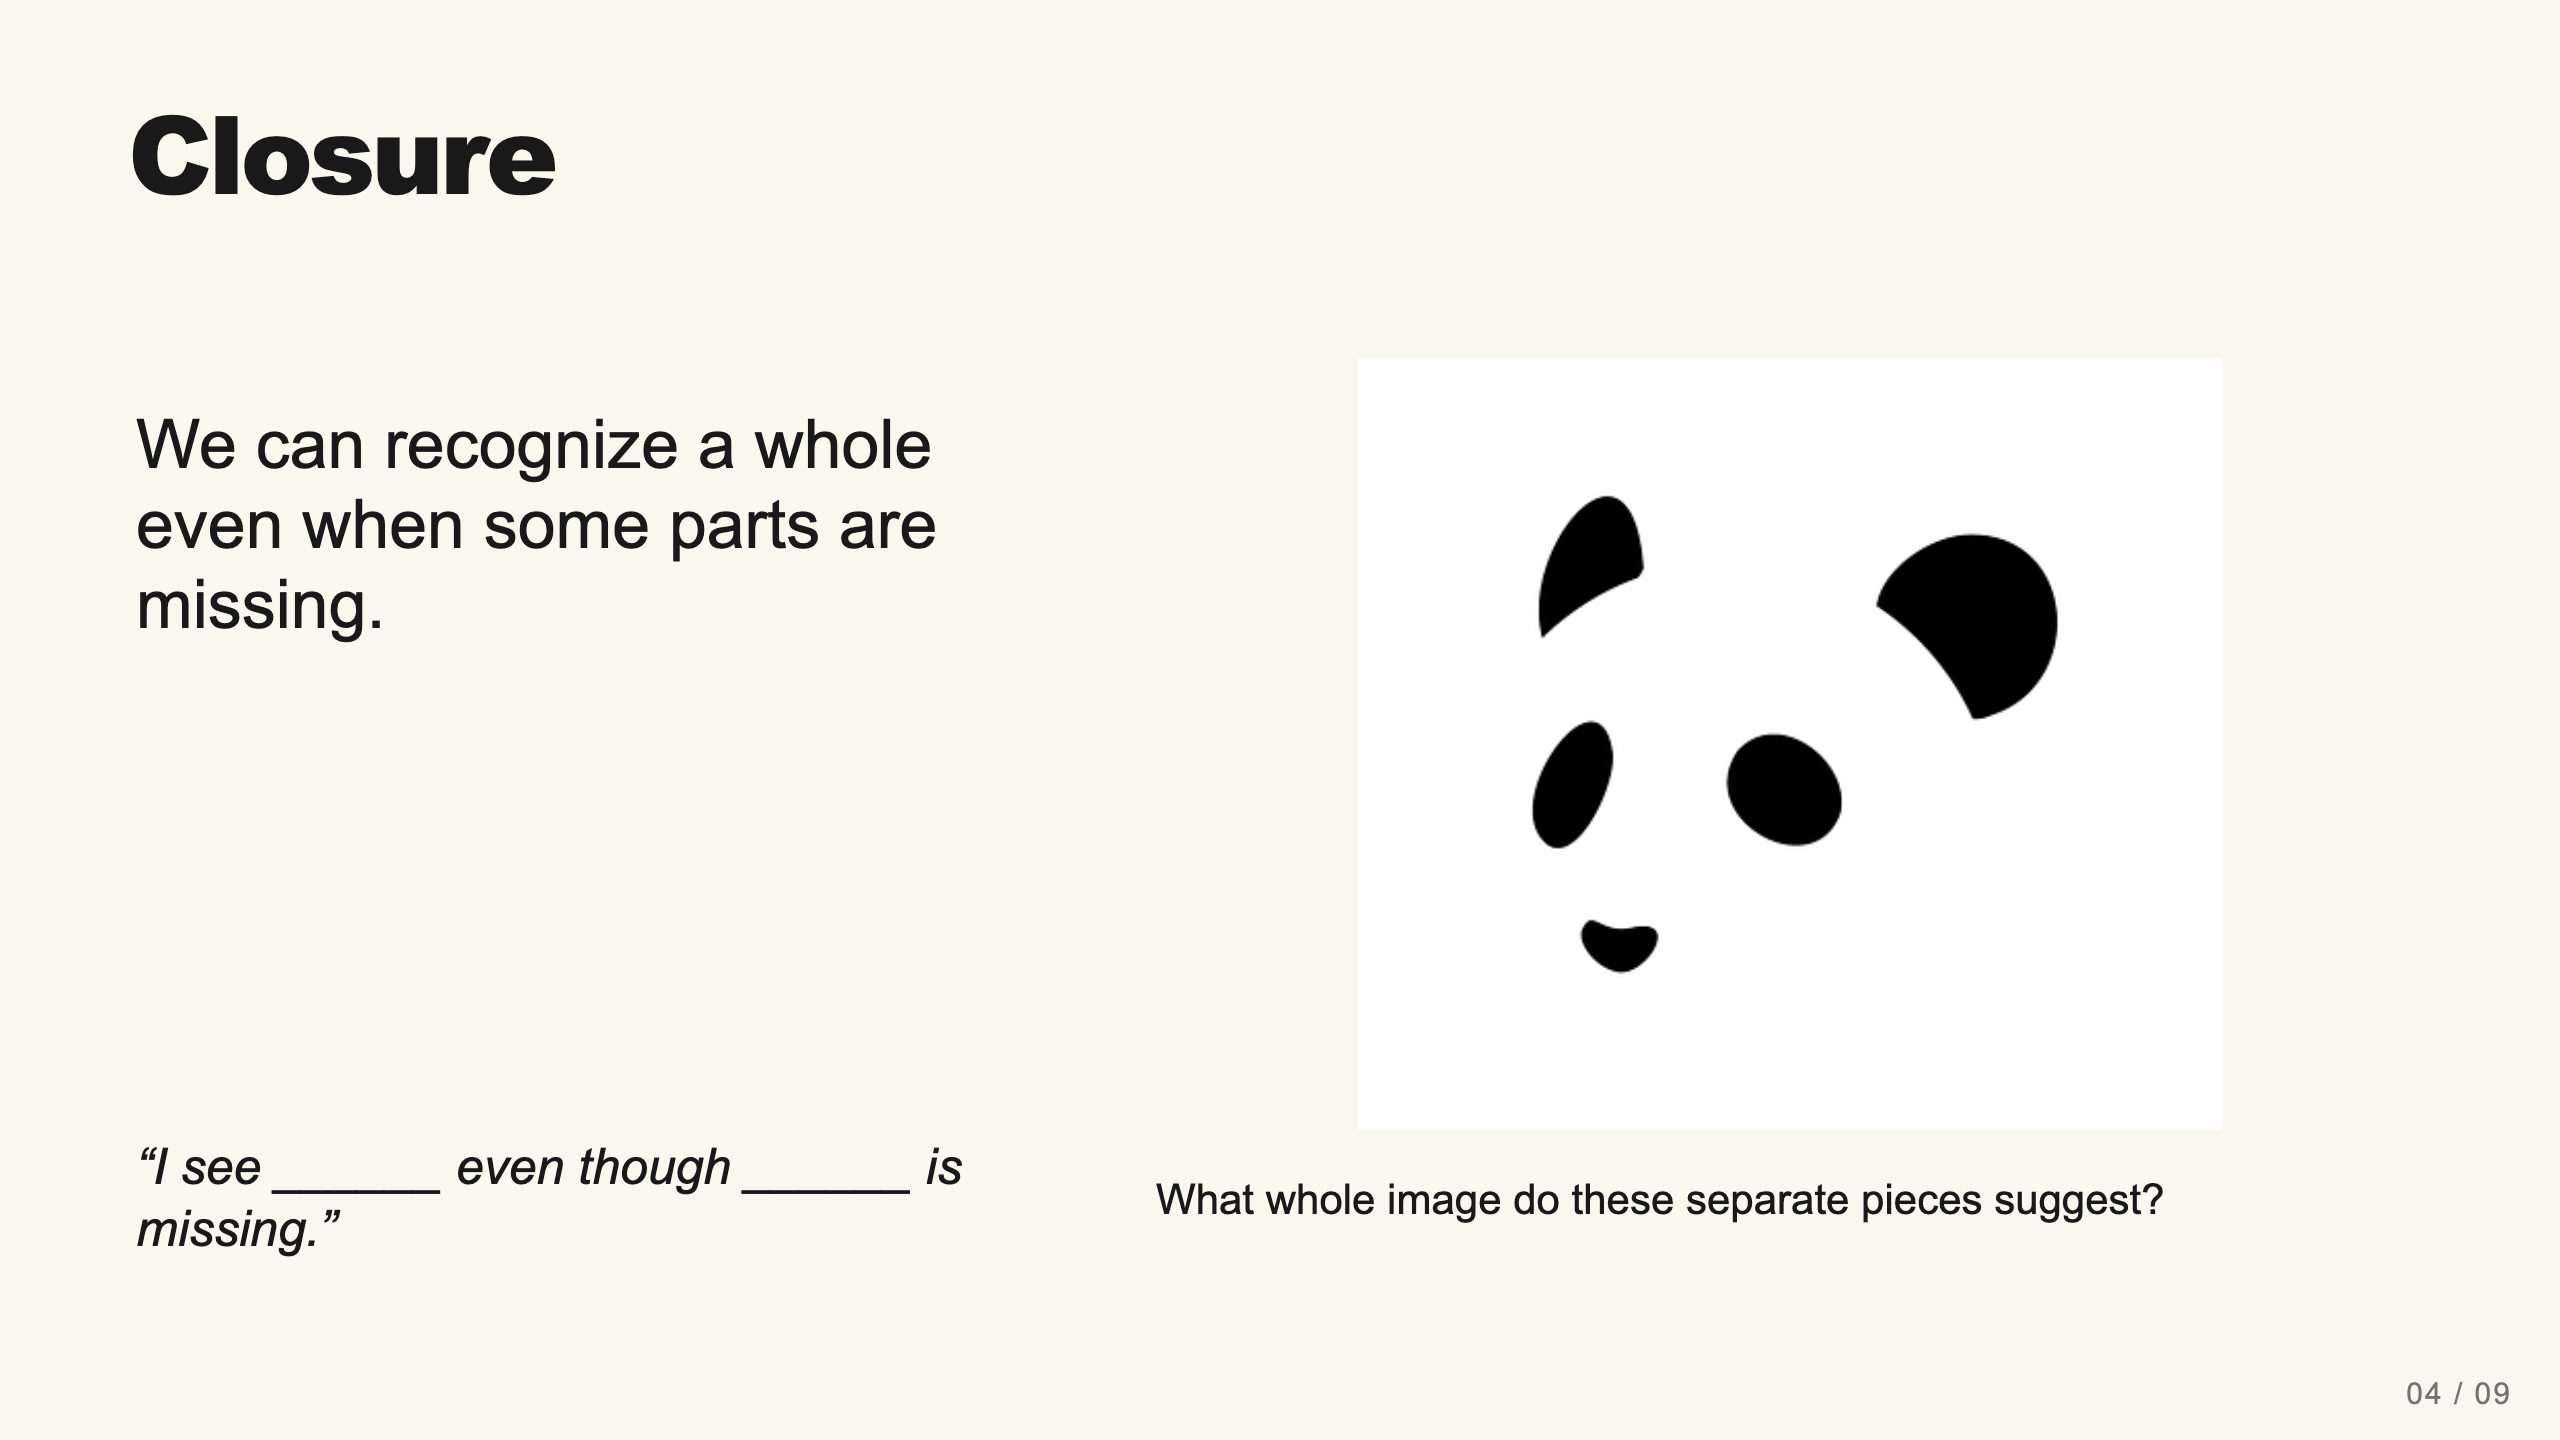 Closure
We can recognize a whole
even when some parts are
missing.
“I see ______ even though ______ is
missing.”
What whole image do these separate pieces suggest?
04 / 09